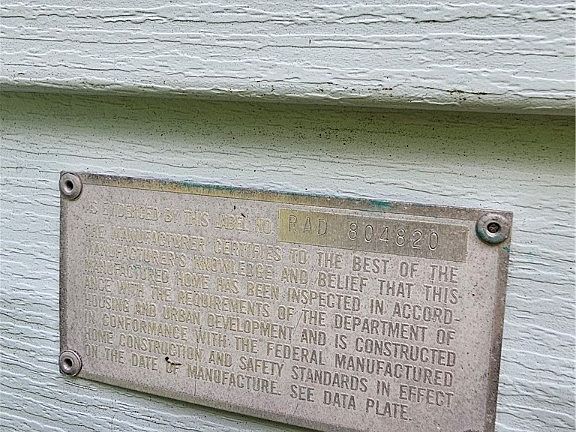 AS EVIDENCED BY THIS LABEL NO. RAD 804820
THE MANUFACTURER CERTIFIES TO THE BEST OF THE
MANUFACTURER'S KNOWLEDGE AND BELIEF THAT THIS
MANUFACTURED HOME HAS BEEN INSPECTED IN ACCORD-
ANCE WITH THE REQUIREMENTS OF THE DEPARTMENT OF
HOUSING AND URBAN DEVELOPMENT AND IS CONSTRUCTED
IN CONFORMANCE WITH THE FEDERAL MANUFACTURED
HOME CONSTRUCTION AND SAFETY STANDARDS IN EFFECT
ON THE DATE OF MANUFACTURE. SEE DATA PLATE.